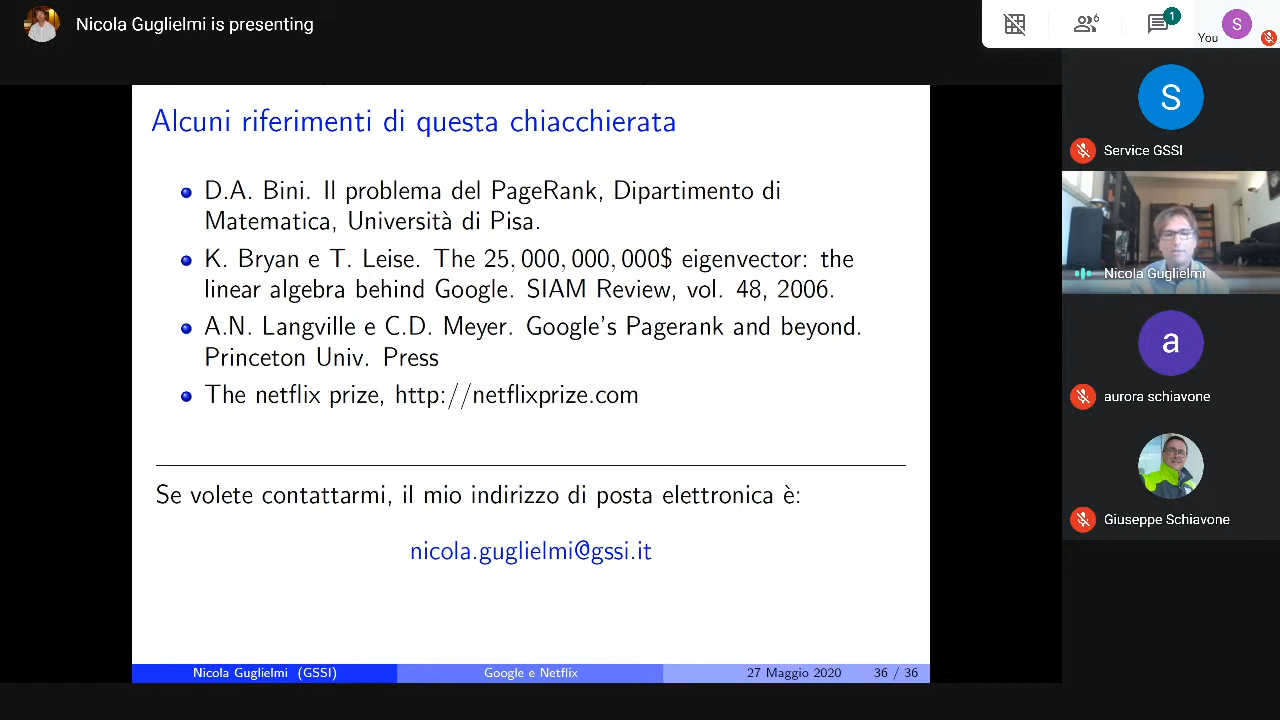 Nicola Guglielmi is presenting
6
1
You
S
Alcuni riferimenti di questa chiacchierata
D.A. Bini. Il problema del PageRank, Dipartimento di
Matematica, Università di Pisa.
K. Bryan e T. Leise. The 25,000,000,000$ eigenvector: the
linear algebra behind Google. SIAM Review, vol. 48, 2006.
A.N. Langville e C.D. Meyer. Google's Pagerank and beyond.
Princeton Univ. Press
The netflix prize, http://netflixprize.com
Se volete contattarmi, il mio indirizzo di posta elettronica è:
nicola.guglielmi@gssi.it
Nicola Guglielmi (GSSI)
Google e Netflix
27 Maggio 2020
36 / 36
S
Service GSSI
Nicola Guglielmi
a
aurora schiavone
Giuseppe Schiavone